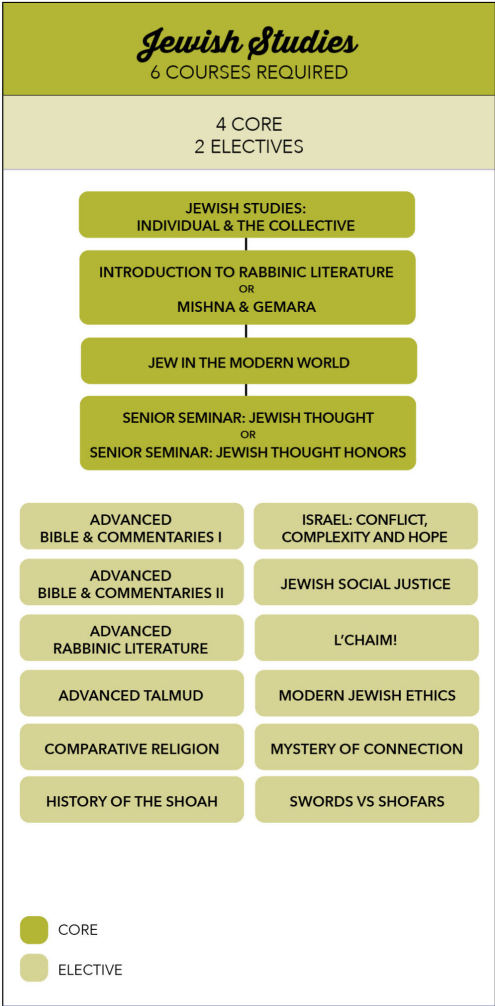 Jewish Studies
6 COURSES REQUIRED
4 CORE
2 ELECTIVES
JEWISH STUDIES:
INDIVIDUAL & THE COLLECTIVE
INTRODUCTION TO RABBINIC LITERATURE
OR
MISHNA & GEMARA
JEW IN THE MODERN WORLD
SENIOR SEMINAR: JEWISH THOUGHT
OR
SENIOR SEMINAR: JEWISH THOUGHT HONORS
ADVANCED
BIBLE & COMMENTARIES I
ADVANCED
BIBLE & COMMENTARIES II
ADVANCED
RABBINIC LITERATURE
ADVANCED TALMUD
COMPARATIVE RELIGION
HISTORY OF THE SHOAH
ISRAEL: CONFLICT,
COMPLEXITY AND HOPE
JEWISH SOCIAL JUSTICE
L’CHAIM!
MODERN JEWISH ETHICS
MYSTERY OF CONNECTION
SWORDS VS SHOFARS
CORE
ELECTIVE